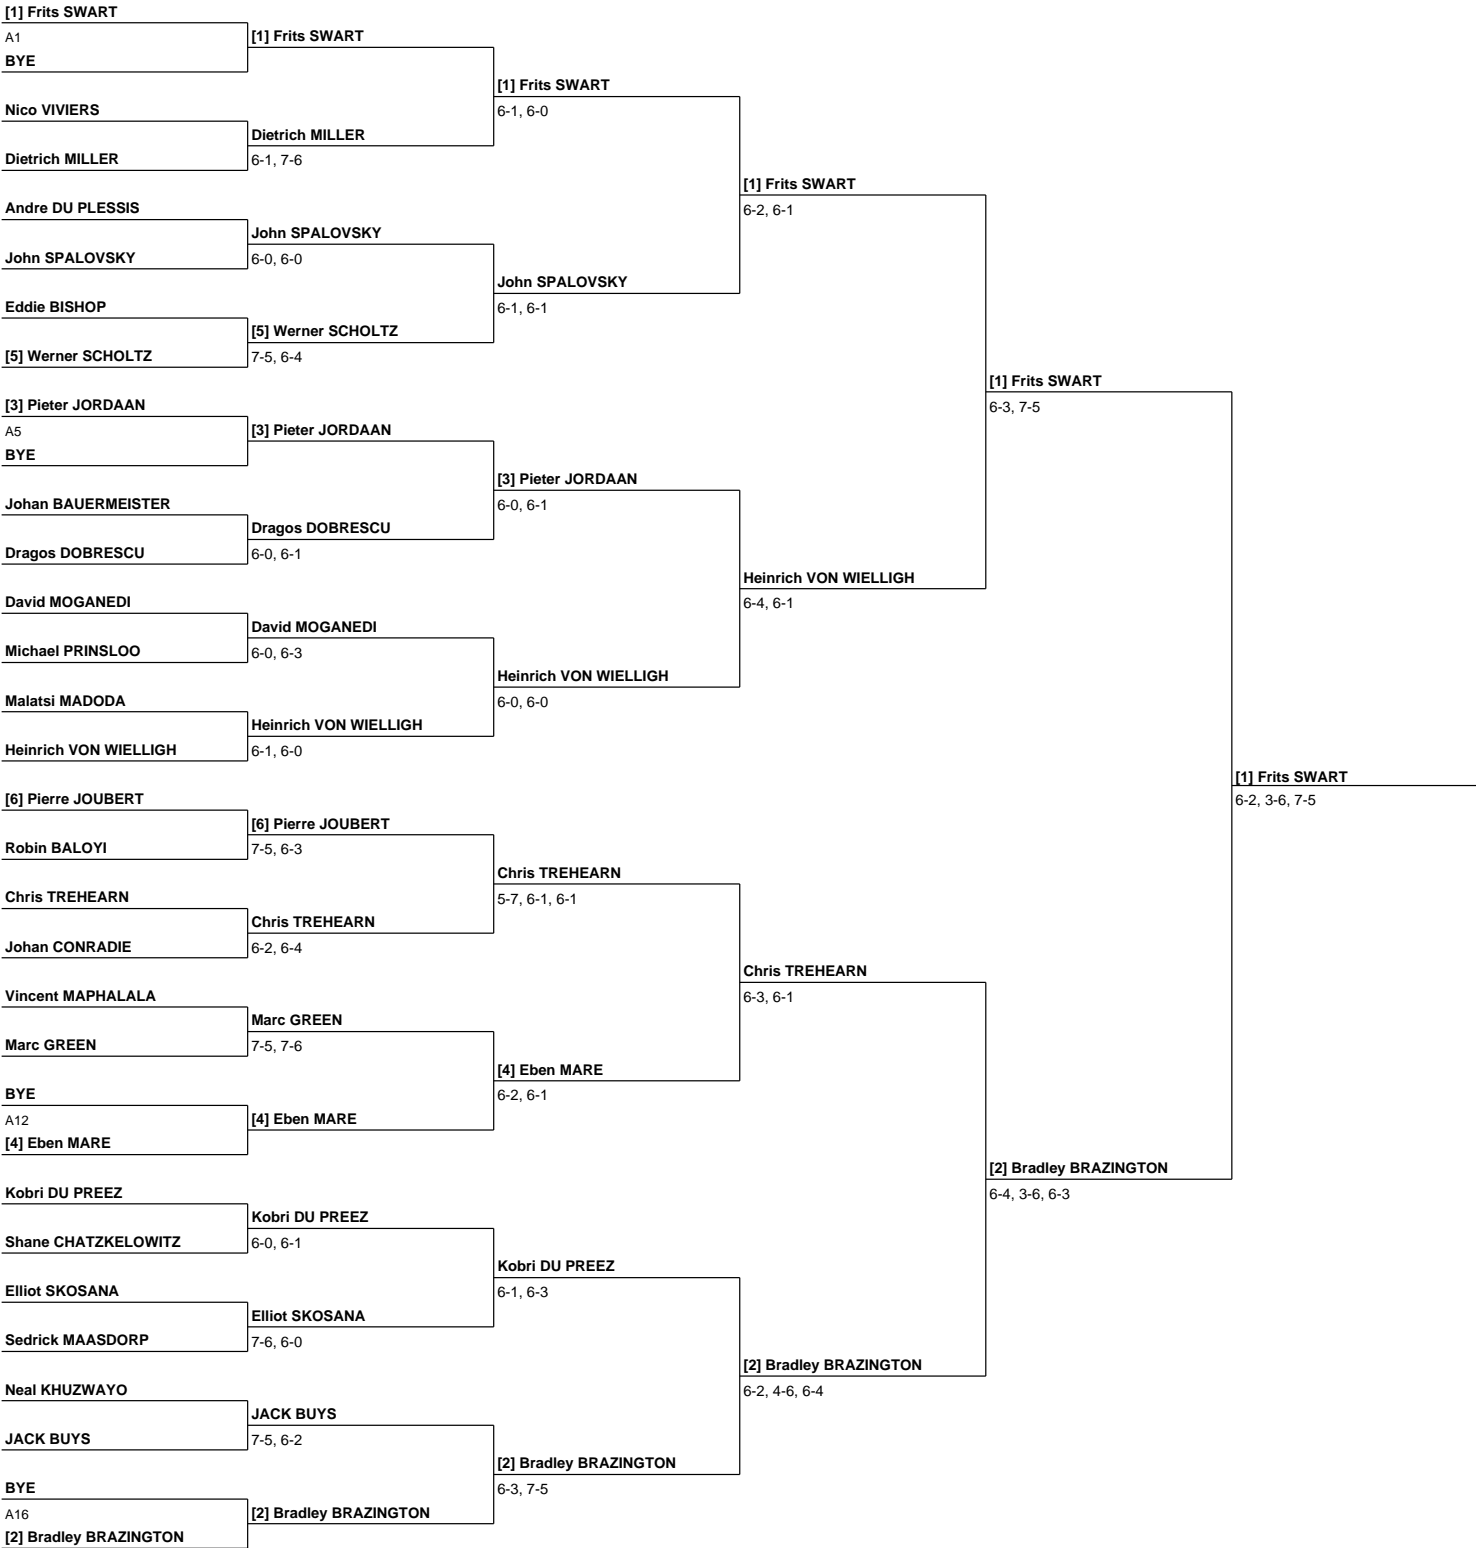 [1] Frits SWART
A1
BYE
[1] Frits SWART
Nico VIVIERS
Dietrich MILLER
Dietrich MILLER
6-1, 7-6
[1] Frits SWART
6-1, 6-0
Andre DU PLESSIS
John SPALOVSKY
John SPALOVSKY
6-0, 6-0
Eddie BISHOP
[5] Werner SCHOLTZ
[5] Werner SCHOLTZ
7-5, 6-4
John SPALOVSKY
6-1, 6-1
[1] Frits SWART
6-2, 6-1
[3] Pieter JORDAAN
A5
BYE
[3] Pieter JORDAAN
Johan BAUERMEISTER
Dragos DOBRESCU
Dragos DOBRESCU
6-0, 6-1
[3] Pieter JORDAAN
6-0, 6-1
David MOGANEDI
Michael PRINSLOO
David MOGANEDI
6-0, 6-3
Malatsi MADODA
Heinrich VON WIELLIGH
Heinrich VON WIELLIGH
6-1, 6-0
Heinrich VON WIELLIGH
6-0, 6-0
Heinrich VON WIELLIGH
6-4, 6-1
[1] Frits SWART
6-3, 7-5
[6] Pierre JOUBERT
Robin BALOYI
[6] Pierre JOUBERT
7-5, 6-3
Chris TREHEARN
Johan CONRADIE
Chris TREHEARN
6-2, 6-4
Chris TREHEARN
5-7, 6-1, 6-1
Vincent MAPHALALA
Marc GREEN
Marc GREEN
7-5, 7-6
BYE
A12
[4] Eben MARE
[4] Eben MARE
[4] Eben MARE
6-2, 6-1
Chris TREHEARN
6-3, 6-1
Kobri DU PREEZ
Shane CHATZKELOWITZ
Kobri DU PREEZ
6-0, 6-1
Elliot SKOSANA
Sedrick MAASDORP
Elliot SKOSANA
7-6, 6-0
Kobri DU PREEZ
6-1, 6-3
Neal KHUZWAYO
JACK BUYS
JACK BUYS
7-5, 6-2
BYE
A16
[2] Bradley BRAZINGTON
[2] Bradley BRAZINGTON
[2] Bradley BRAZINGTON
6-3, 7-5
[2] Bradley BRAZINGTON
6-2, 4-6, 6-4
[2] Bradley BRAZINGTON
6-4, 3-6, 6-3
[1] Frits SWART
6-2, 3-6, 7-5